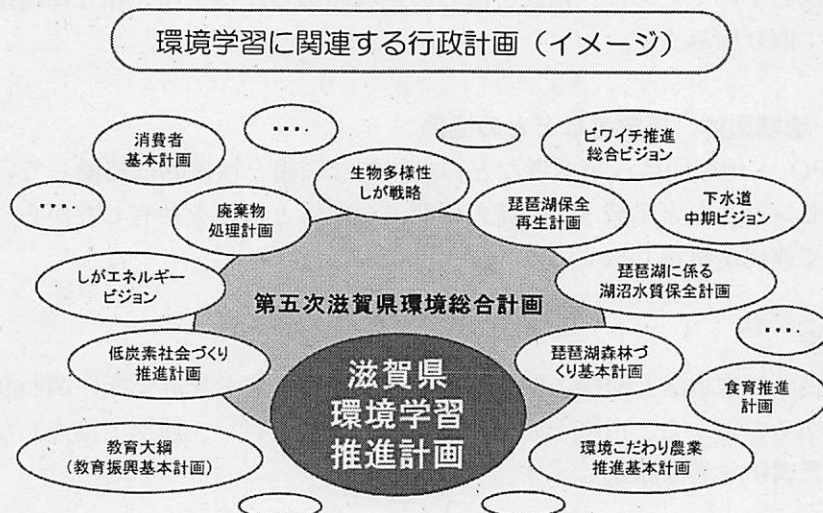 環境学習に関連する行政計画（イメージ）
消費者
基本計画
‥‥
ビワイチ推進
総合ビジョン
生物多様性
しが戦略
‥‥
廃棄物
処理計画
琵琶湖保全
再生計画
下水道
中期ビジョン
しがエネルギー
ビジョン
琵琶湖に係る
湖沼水質保全計画
第五次滋賀県環境総合計画
‥‥
低炭素社会づくり
推進計画
滋賀県
環境学習
推進計画
琵琶湖森林づ
くり基本計画
食育推進
計画
教育大綱
（教育振興基本計画）
環境こだわり農業
推進基本計画